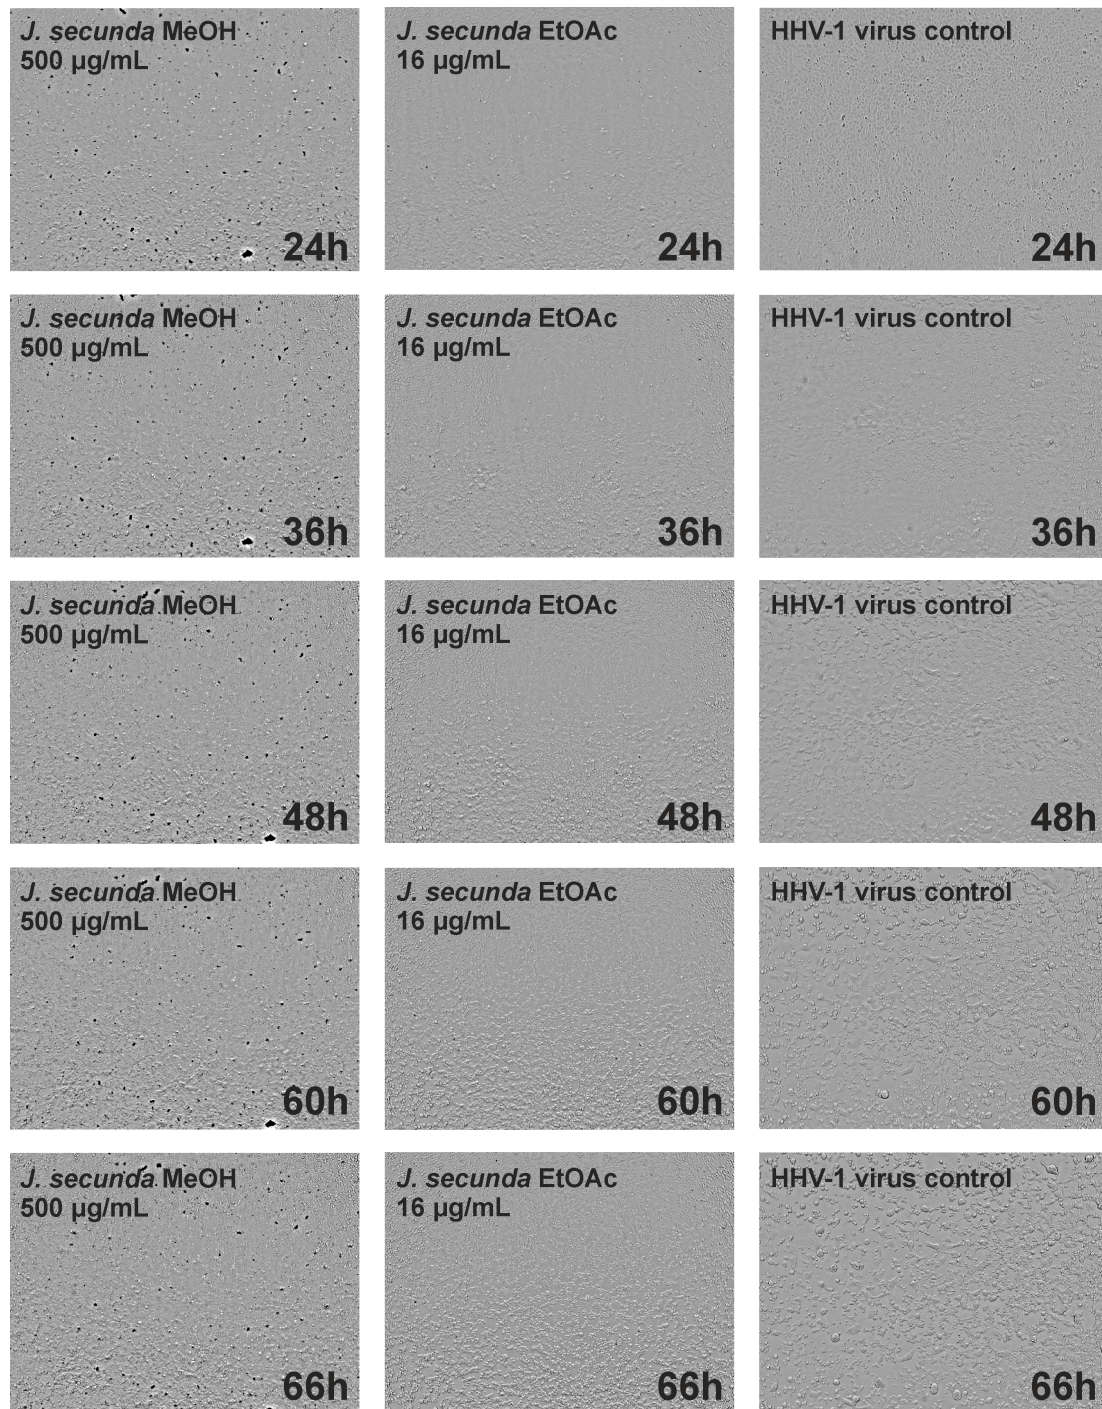 J. secunda MeOH
500 µg/mL
24h
J. secunda EtOAc
16 µg/mL
24h
HHV-1 virus control
24h
J. secunda MeOH
500 µg/mL
36h
J. secunda EtOAc
16 µg/mL
36h
HHV-1 virus control
36h
J. secunda MeOH
500 µg/mL
48h
J. secunda EtOAc
16 µg/mL
48h
HHV-1 virus control
48h
J. secunda MeOH
500 µg/mL
60h
J. secunda EtOAc
16 µg/mL
60h
HHV-1 virus control
60h
J. secunda MeOH
500 µg/mL
66h
J. secunda EtOAc
16 µg/mL
66h
HHV-1 virus control
66h